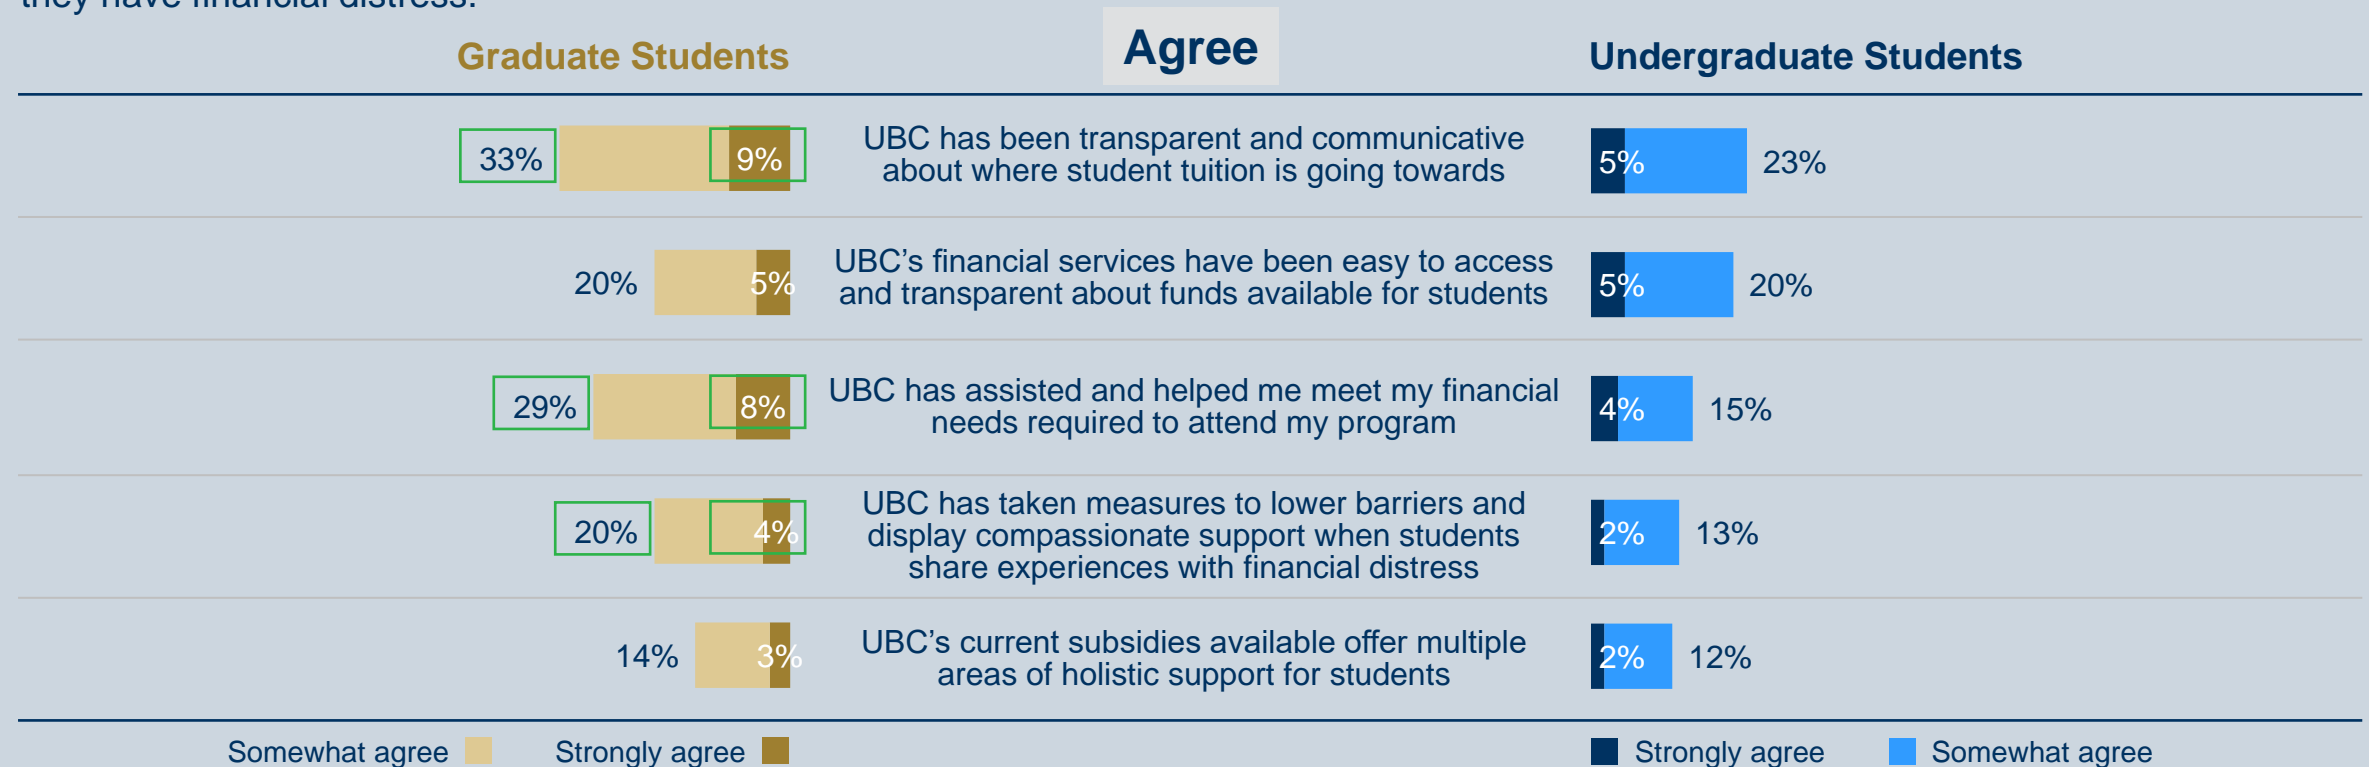 they have financial distress.
Graduate Students
Agree
Undergraduate Students
33%
9%
UBC has been transparent and communicative
about where student tuition is going towards
5%
23%
20%
5%
UBC’s financial services have been easy to access
and transparent about funds available for students
5%
20%
29%
8%
UBC has assisted and helped me meet my financial
needs required to attend my program
4%
15%
20%
4%
UBC has taken measures to lower barriers and
display compassionate support when students
share experiences with financial distress
2%
13%
14%
3%
UBC’s current subsidies available offer multiple
areas of holistic support for students
2%
12%
Somewhat agree
Strongly agree
Strongly agree
Somewhat agree